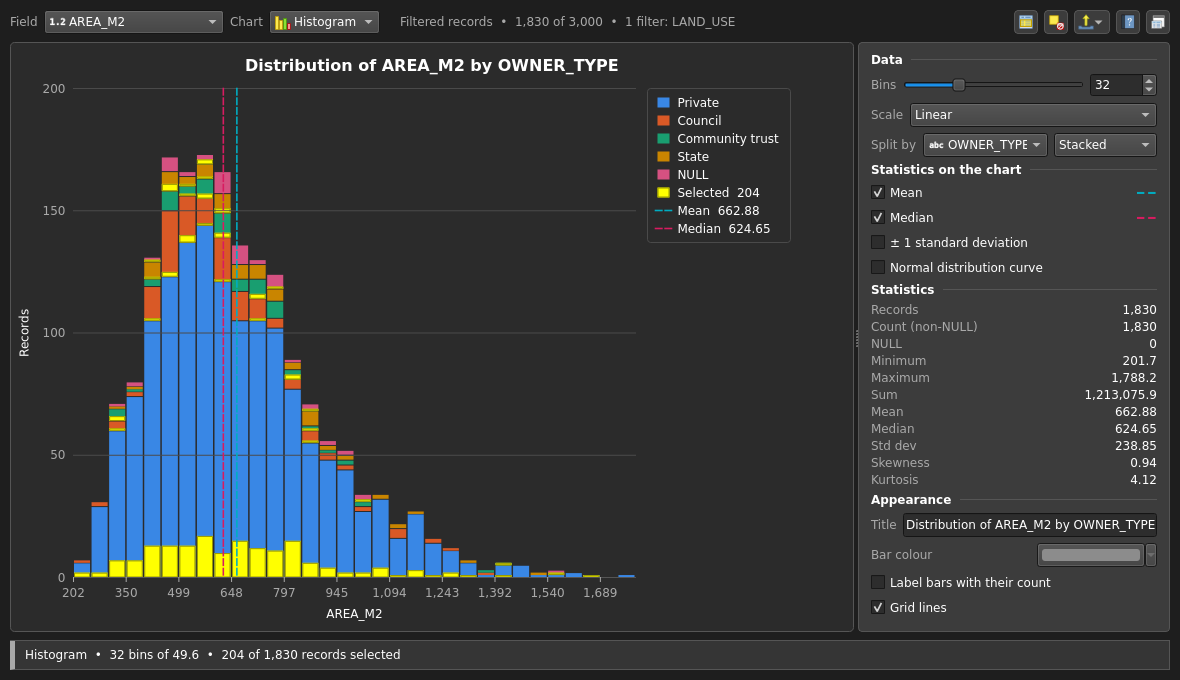 Field 1.2 AREA_M2 Chart Histogram Filtered records • 1,830 of 3,000 • 1 filter: LAND_USE
Distribution of AREA_M2 by OWNER_TYPE
200
150
100
50
0
Records
202 350 499 648 797 945 1,094 1,243 1,392 1,540 1,689
AREA_M2
Private
Council
Community trust
State
NULL
Selected 204
Mean 662.88
Median 624.65
Data
Bins 32
Scale Linear
Split by abc OWNER_TYPE Stacked
Statistics on the chart
Mean
Median
± 1 standard deviation
Normal distribution curve
Statistics
Records 1,830
Count (non-NULL) 1,830
NULL 0
Minimum 201.7
Maximum 1,788.2
Sum 1,213,075.9
Mean 662.88
Median 624.65
Std dev 238.85
Skewness 0.94
Kurtosis 4.12
Appearance
Title Distribution of AREA_M2 by OWNER_TYPE
Bar colour
Label bars with their count
Grid lines
Histogram • 32 bins of 49.6 • 204 of 1,830 records selected